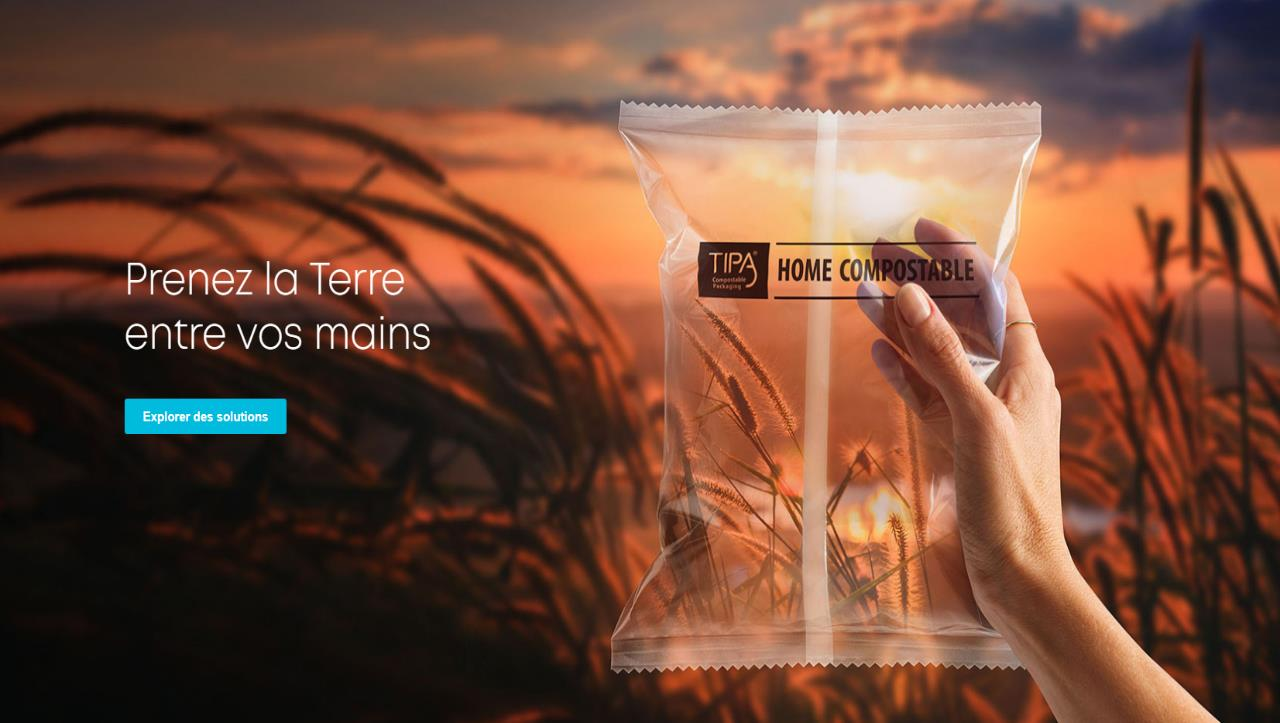 Prenez la Terre
entre vos mains
Explorer des solutions
TIPA
Compostable
Packaging
HOME COMPOSTABLE